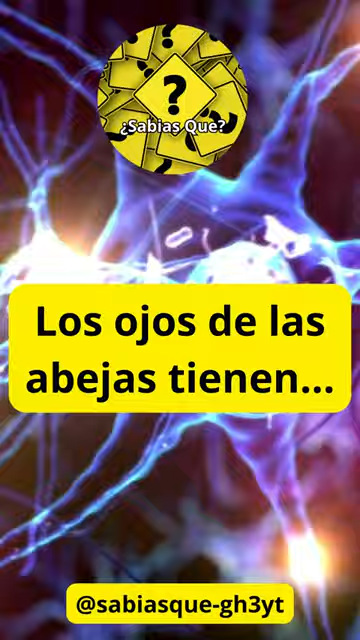 ?
¿Sabias Que?
Los ojos de las
abejas tienen...
@sabiasque-gh3yt